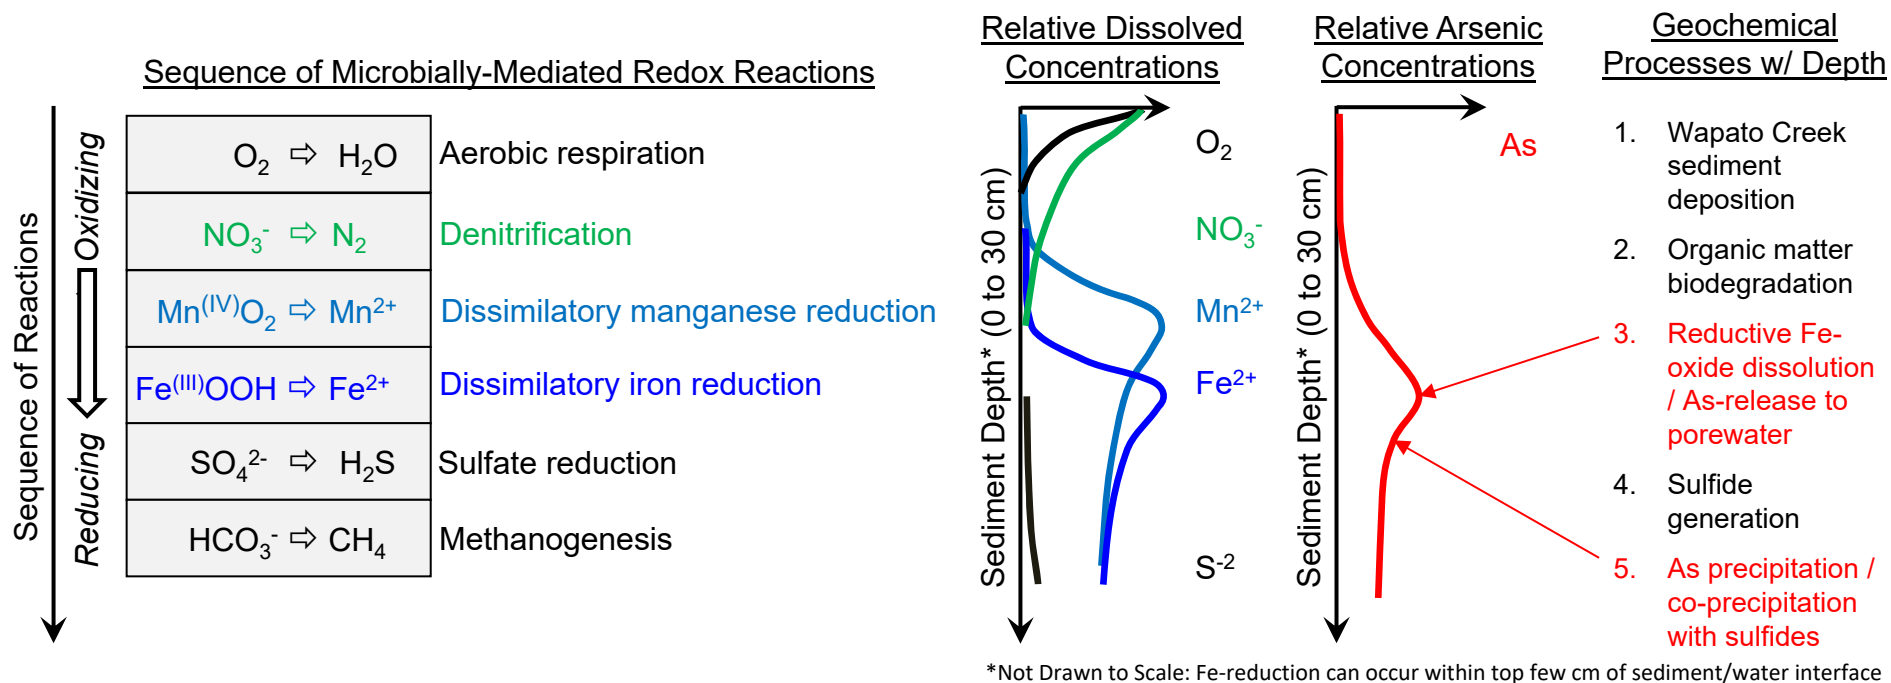 Sequence of Microbially-Mediated Redox Reactions
Sequence of Reactions
Oxidizing
Reducing
O₂ ⇨ H₂O
Aerobic respiration
NO₃⁻ ⇨ N₂
Denitrification
Mn⁽ᴵⱽ⁾O₂ ⇨ Mn²⁺
Dissimilatory manganese reduction
Fe⁽ᴵᴵᴵ⁾OOH ⇨ Fe²⁺
Dissimilatory iron reduction
SO₄²⁻ ⇨ H₂S
Sulfate reduction
HCO₃⁻ ⇨ CH₄
Methanogenesis
Relative Dissolved
Concentrations
Sediment Depth* (0 to 30 cm)
O₂
NO₃⁻
Mn²⁺
Fe²⁺
S⁻²
Relative Arsenic
Concentrations
Sediment Depth* (0 to 30 cm)
As
Geochemical
Processes w/ Depth
1. Wapato Creek
sediment
deposition
2. Organic matter
biodegradation
3. Reductive Fe-
oxide dissolution
/ As-release to
porewater
4. Sulfide
generation
5. As precipitation /
co-precipitation
with sulfides
*Not Drawn to Scale: Fe-reduction can occur within top few cm of sediment/water interface